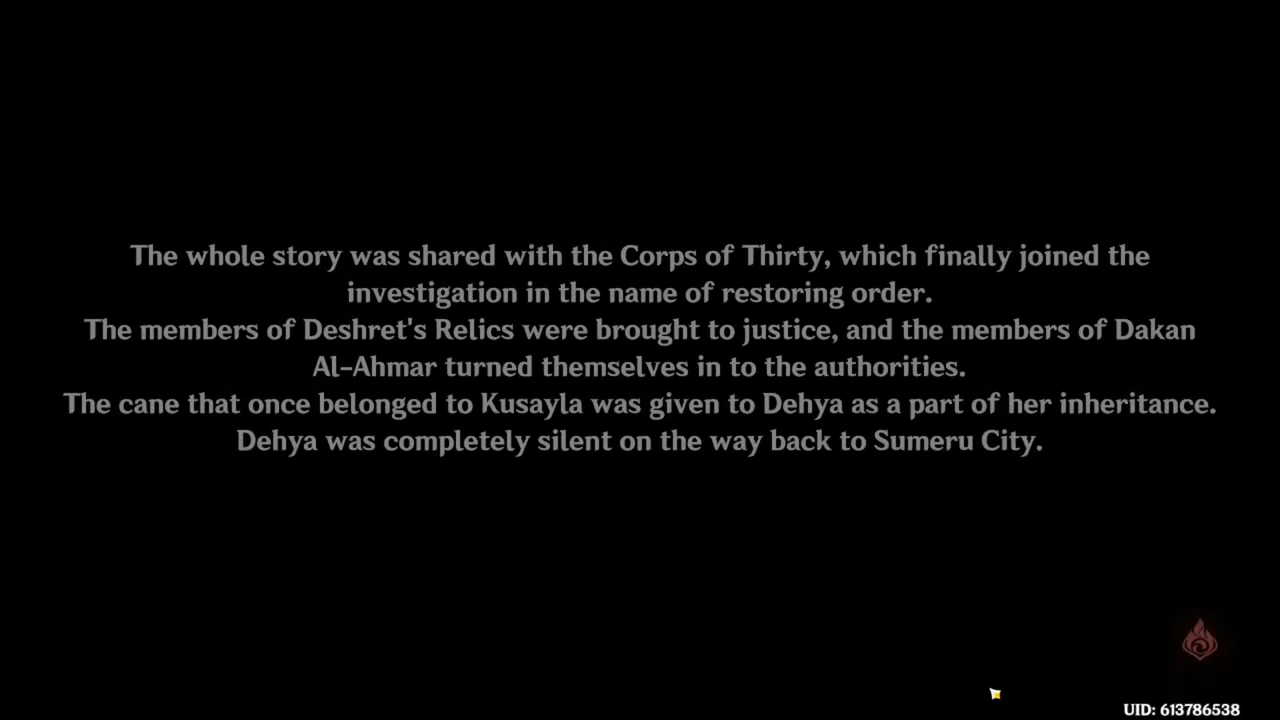 The whole story was shared with the Corps of Thirty, which finally joined the
investigation in the name of restoring order.
The members of Deshret's Relics were brought to justice, and the members of Dakan
Al-Ahmar turned themselves in to the authorities.
The cane that once belonged to Kusayla was given to Dehya as a part of her inheritance.
Dehya was completely silent on the way back to Sumeru City.
UID: 613786538